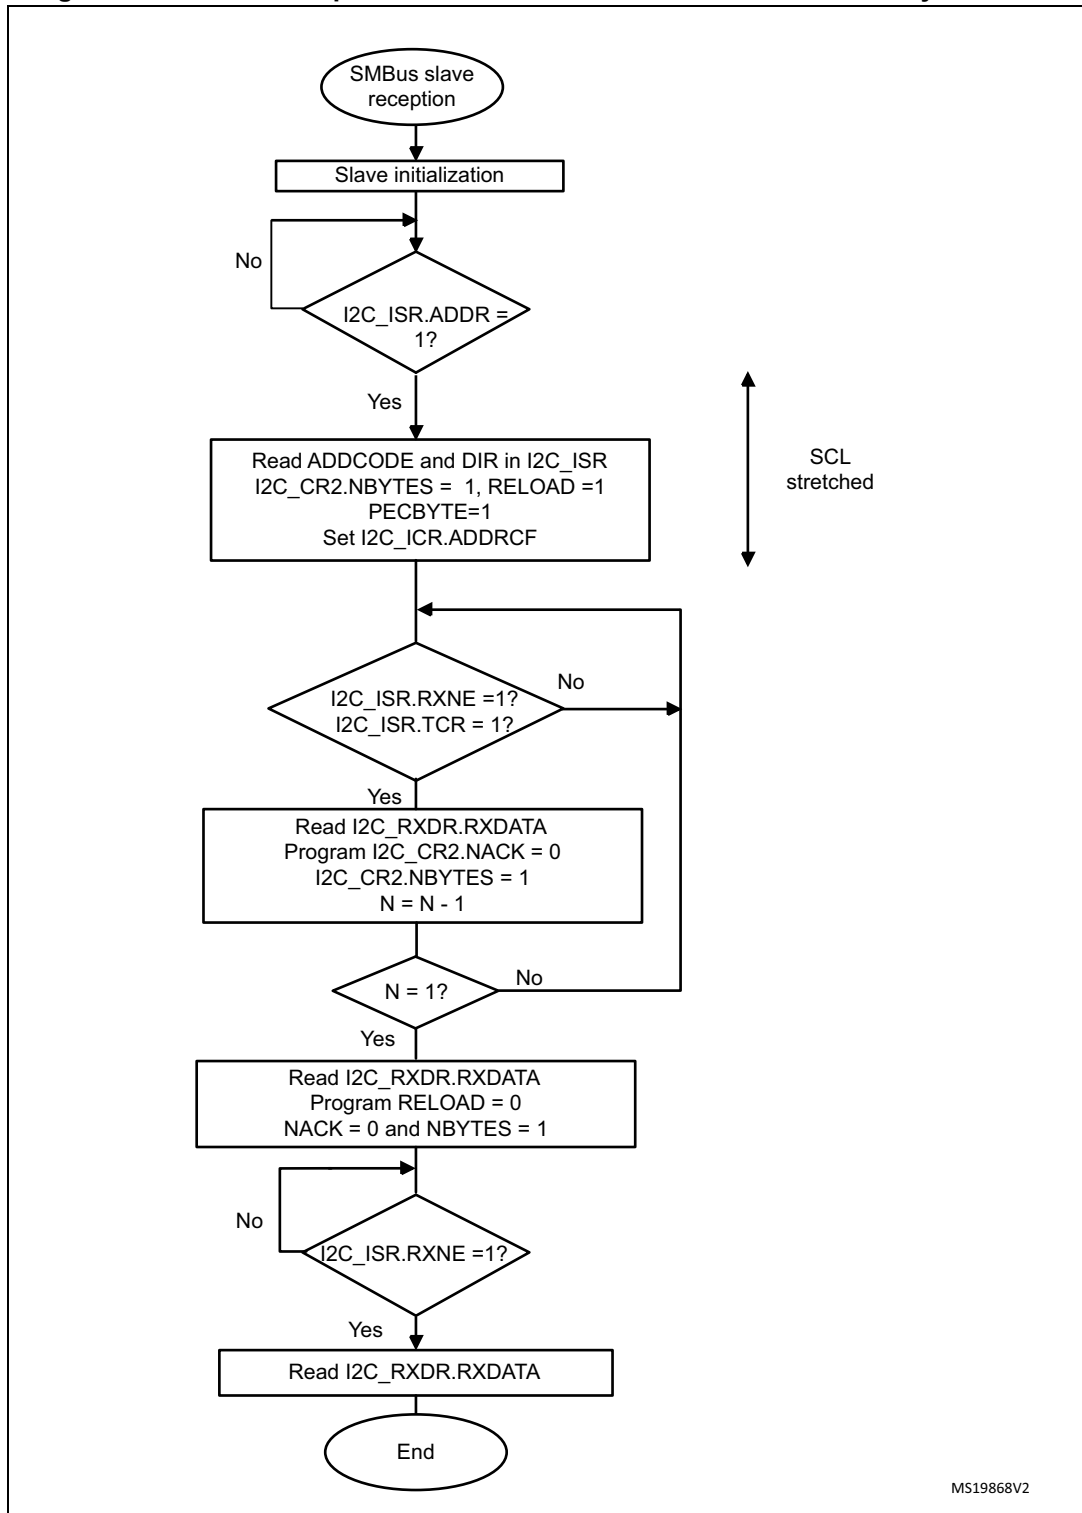 SMBus slave
reception
Slave initialization
No
I2C_ISR.ADDR =
1?
Yes
Read ADDCODE and DIR in I2C_ISR
I2C_CR2.NBYTES = 1, RELOAD =1
PECBYTE=1
Set I2C_ICR.ADDRCF
SCL
stretched
I2C_ISR.RXNE =1?
I2C_ISR.TCR = 1?
No
Yes
Read I2C_RXDR.RXDATA
Program I2C_CR2.NACK = 0
I2C_CR2.NBYTES = 1
N = N - 1
N = 1?
No
Yes
Read I2C_RXDR.RXDATA
Program RELOAD = 0
NACK = 0 and NBYTES = 1
No
I2C_ISR.RXNE =1?
Yes
Read I2C_RXDR.RXDATA
End
MS19868V2